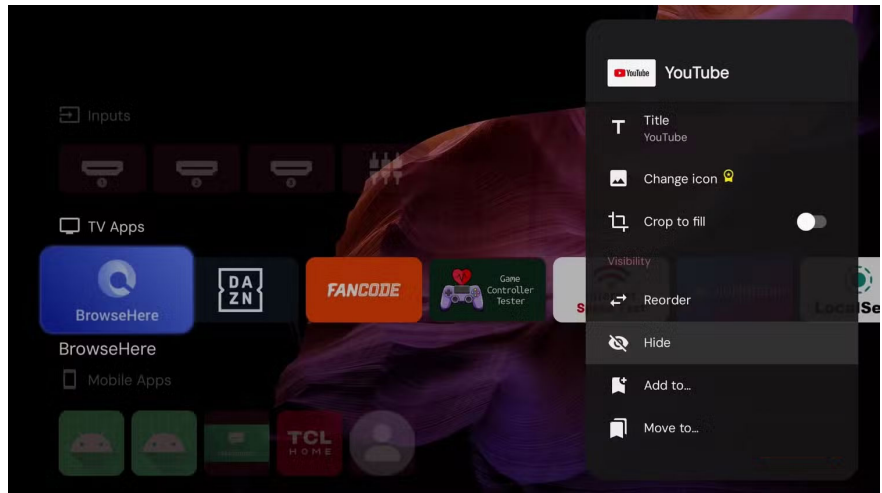 Inputs
TV Apps
BrowseHere
DA
ZN
FANCODE
Game
Controller
Tester
BrowseHere
Mobile Apps
TCL
HOME
YouTube
YouTube
Title
YouTube
Change icon
Crop to fill
Visibility
Reorder
Hide
Add to…
Move to…